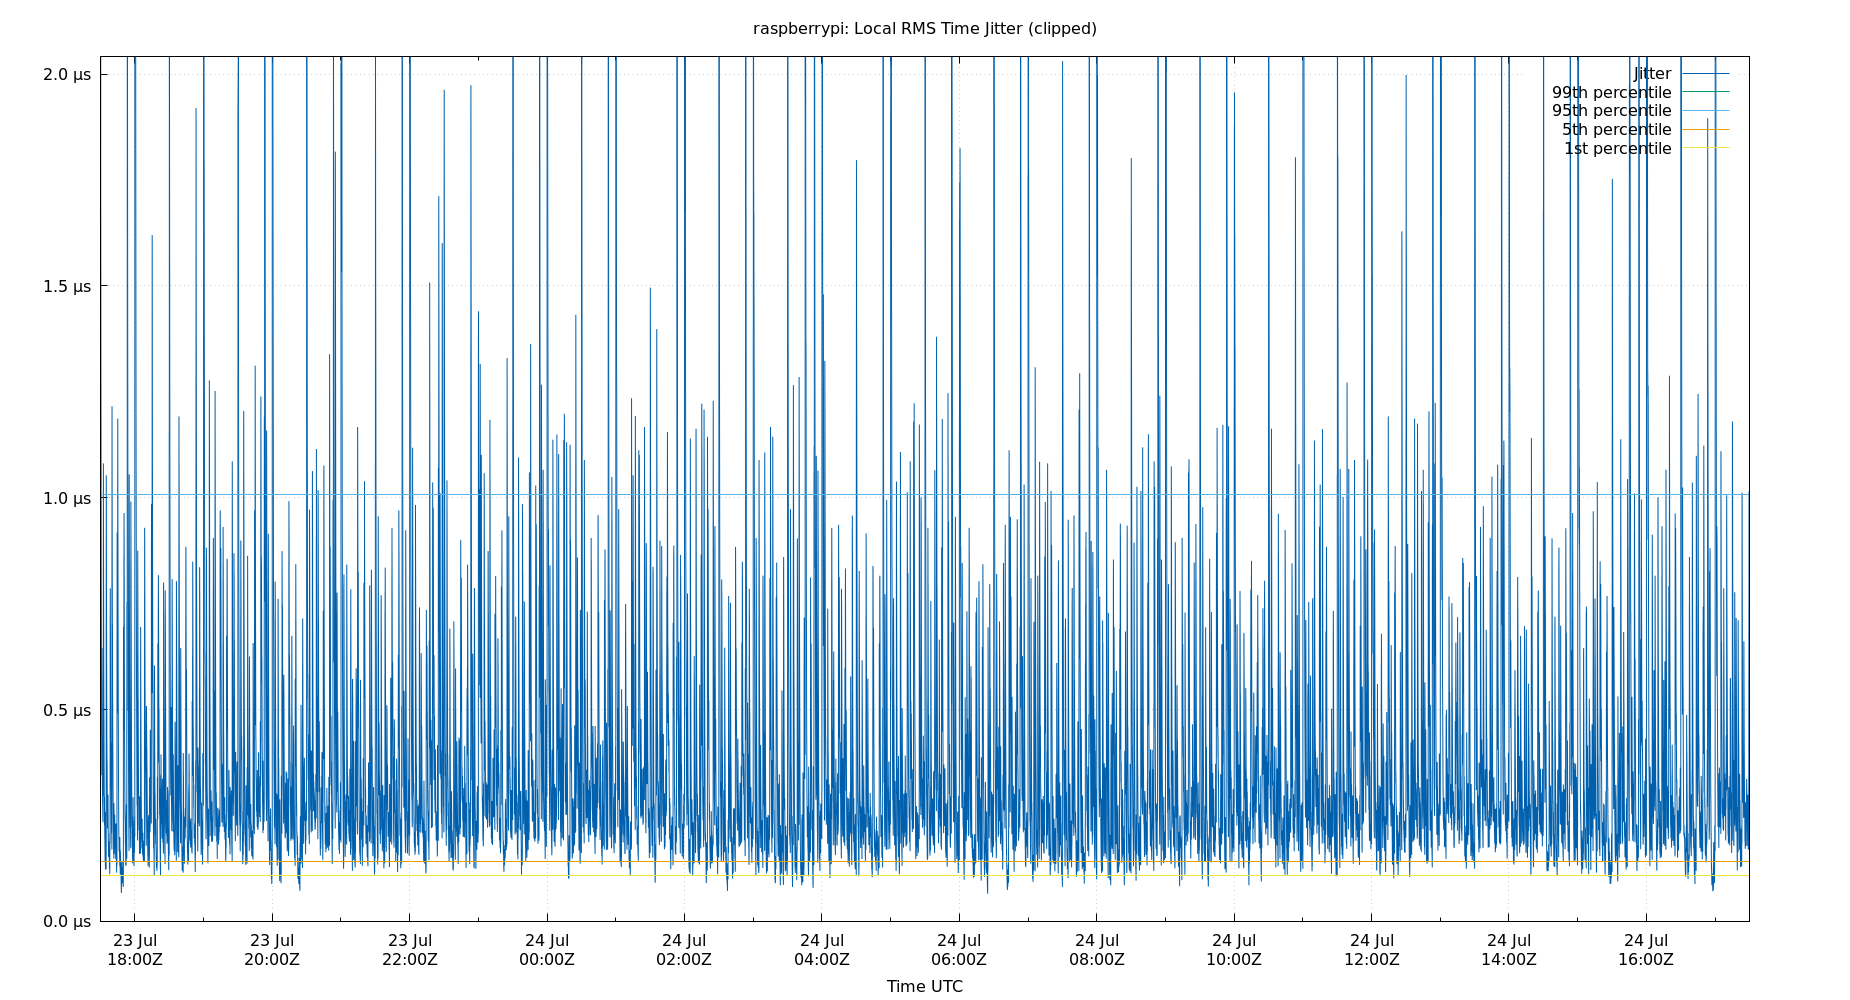 raspberrypi: Local RMS Time Jitter (clipped)
2.0 µs
1.5 µs
1.0 µs
0.5 µs
0.0 µs
Jitter
99th percentile
95th percentile
5th percentile
1st percentile
23 Jul 23 Jul 23 Jul 24 Jul 24 Jul 24 Jul 24 Jul 24 Jul 24 Jul 24 Jul 24 Jul 24 Jul
18:00Z 20:00Z 22:00Z 00:00Z 02:00Z 04:00Z 06:00Z 08:00Z 10:00Z 12:00Z 14:00Z 16:00Z
Time UTC